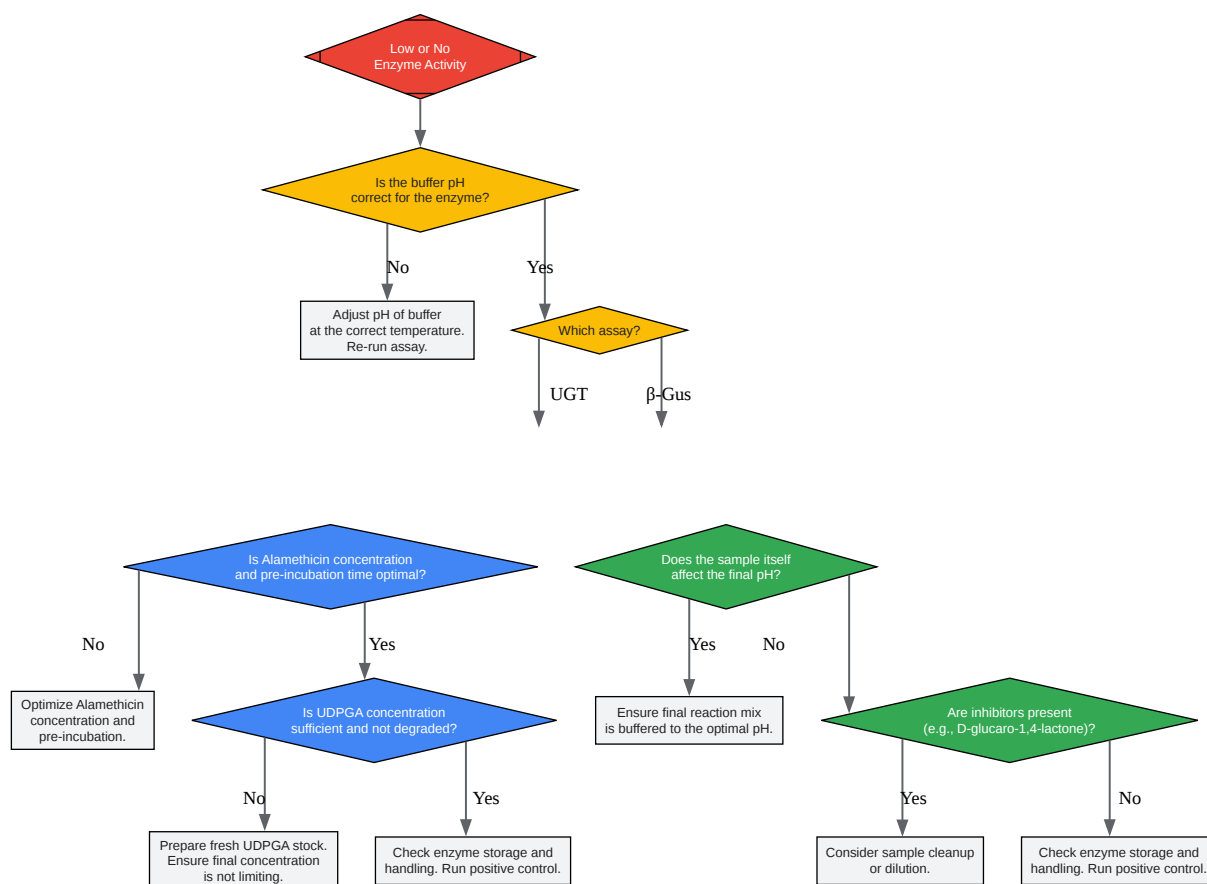 Low or No
Enzyme Activity
Is the buffer pH
correct for the enzyme?
No
Yes
Adjust pH of buffer
at the correct temperature.
Re-run assay.
Which assay?
UGT
β-Gus
Is Alamethicin concentration
and pre-incubation time optimal?
Does the sample itself
affect the final pH?
No
Yes
Yes
No
Optimize Alamethicin
concentration and
pre-incubation.
Is UDPGA concentration
sufficient and not degraded?
Ensure final reaction mix
is buffered to the optimal pH.
Are inhibitors present
(e.g., D-glucaro-1,4-lactone)?
No
Yes
Yes
No
Prepare fresh UDPGA stock.
Ensure final concentration
is not limiting.
Check enzyme storage and
handling. Run positive control.
Consider sample cleanup
or dilution.
Check enzyme storage and
handling. Run positive control.